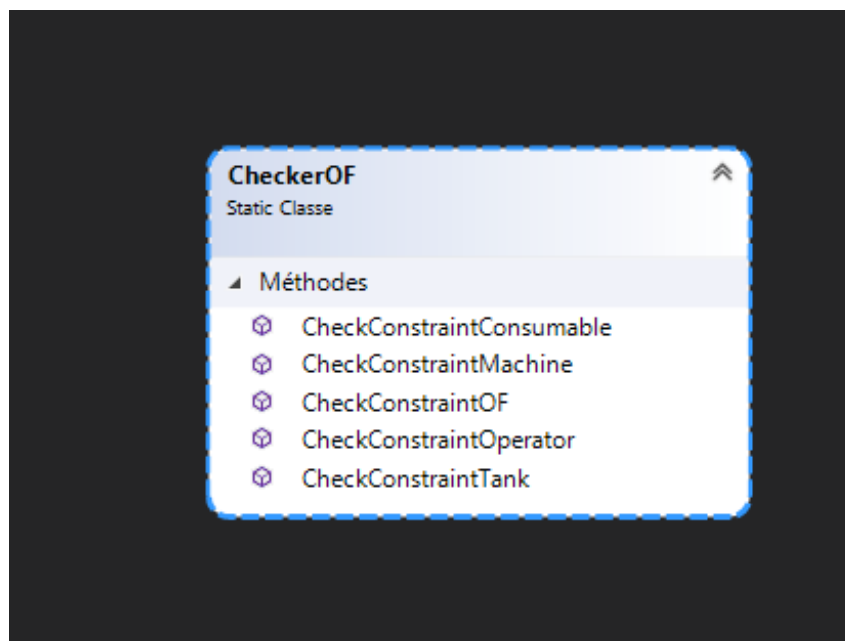 CheckerOF
Static Classe
Méthodes
CheckConstraintConsumable
CheckConstraintMachine
CheckConstraintOF
CheckConstraintOperator
CheckConstraintTank